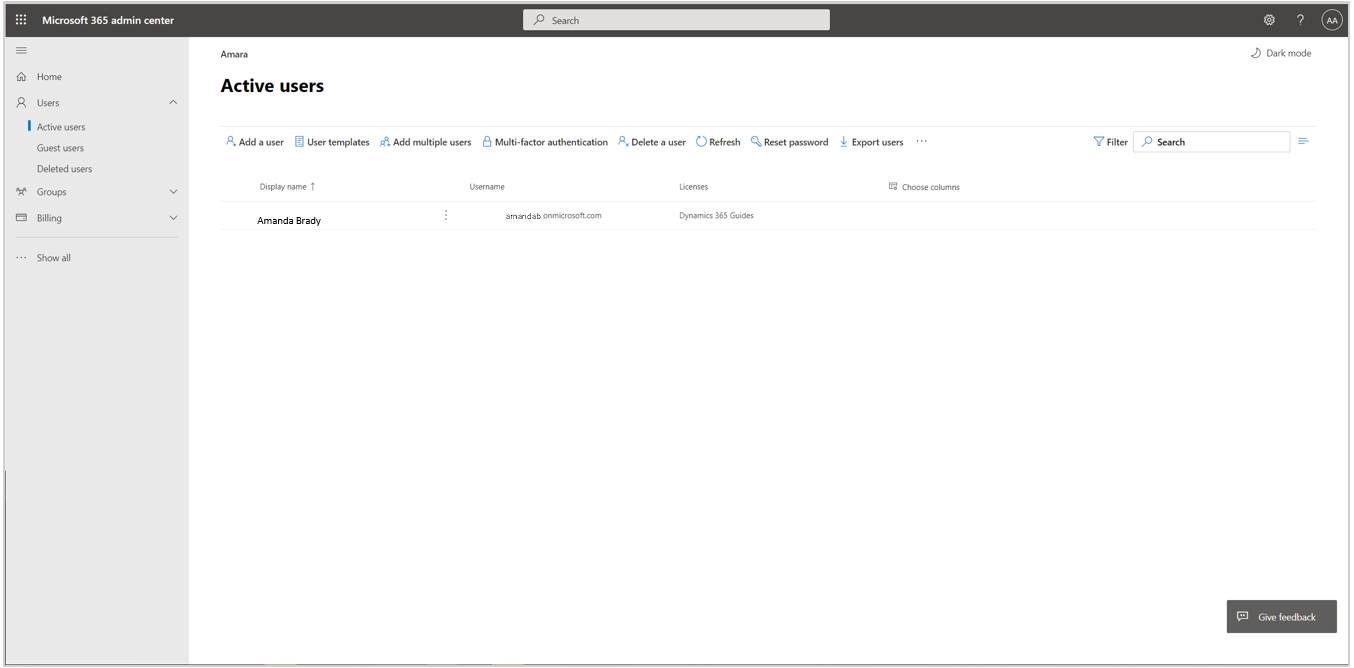 Microsoft 365 admin center
Search
?
AA
Home
Users
Active users
Guest users
Deleted users
Groups
Billing
Show all
Amara
Dark mode
Active users
Add a user User templates Add multiple users Multi-factor authentication Delete a user Refresh Reset password Export users ... Filter Search
Display name ↑ Username Licenses Choose columns
Amanda Brady amandab onmicrosoft.com Dynamics 365 Guides
Give feedback